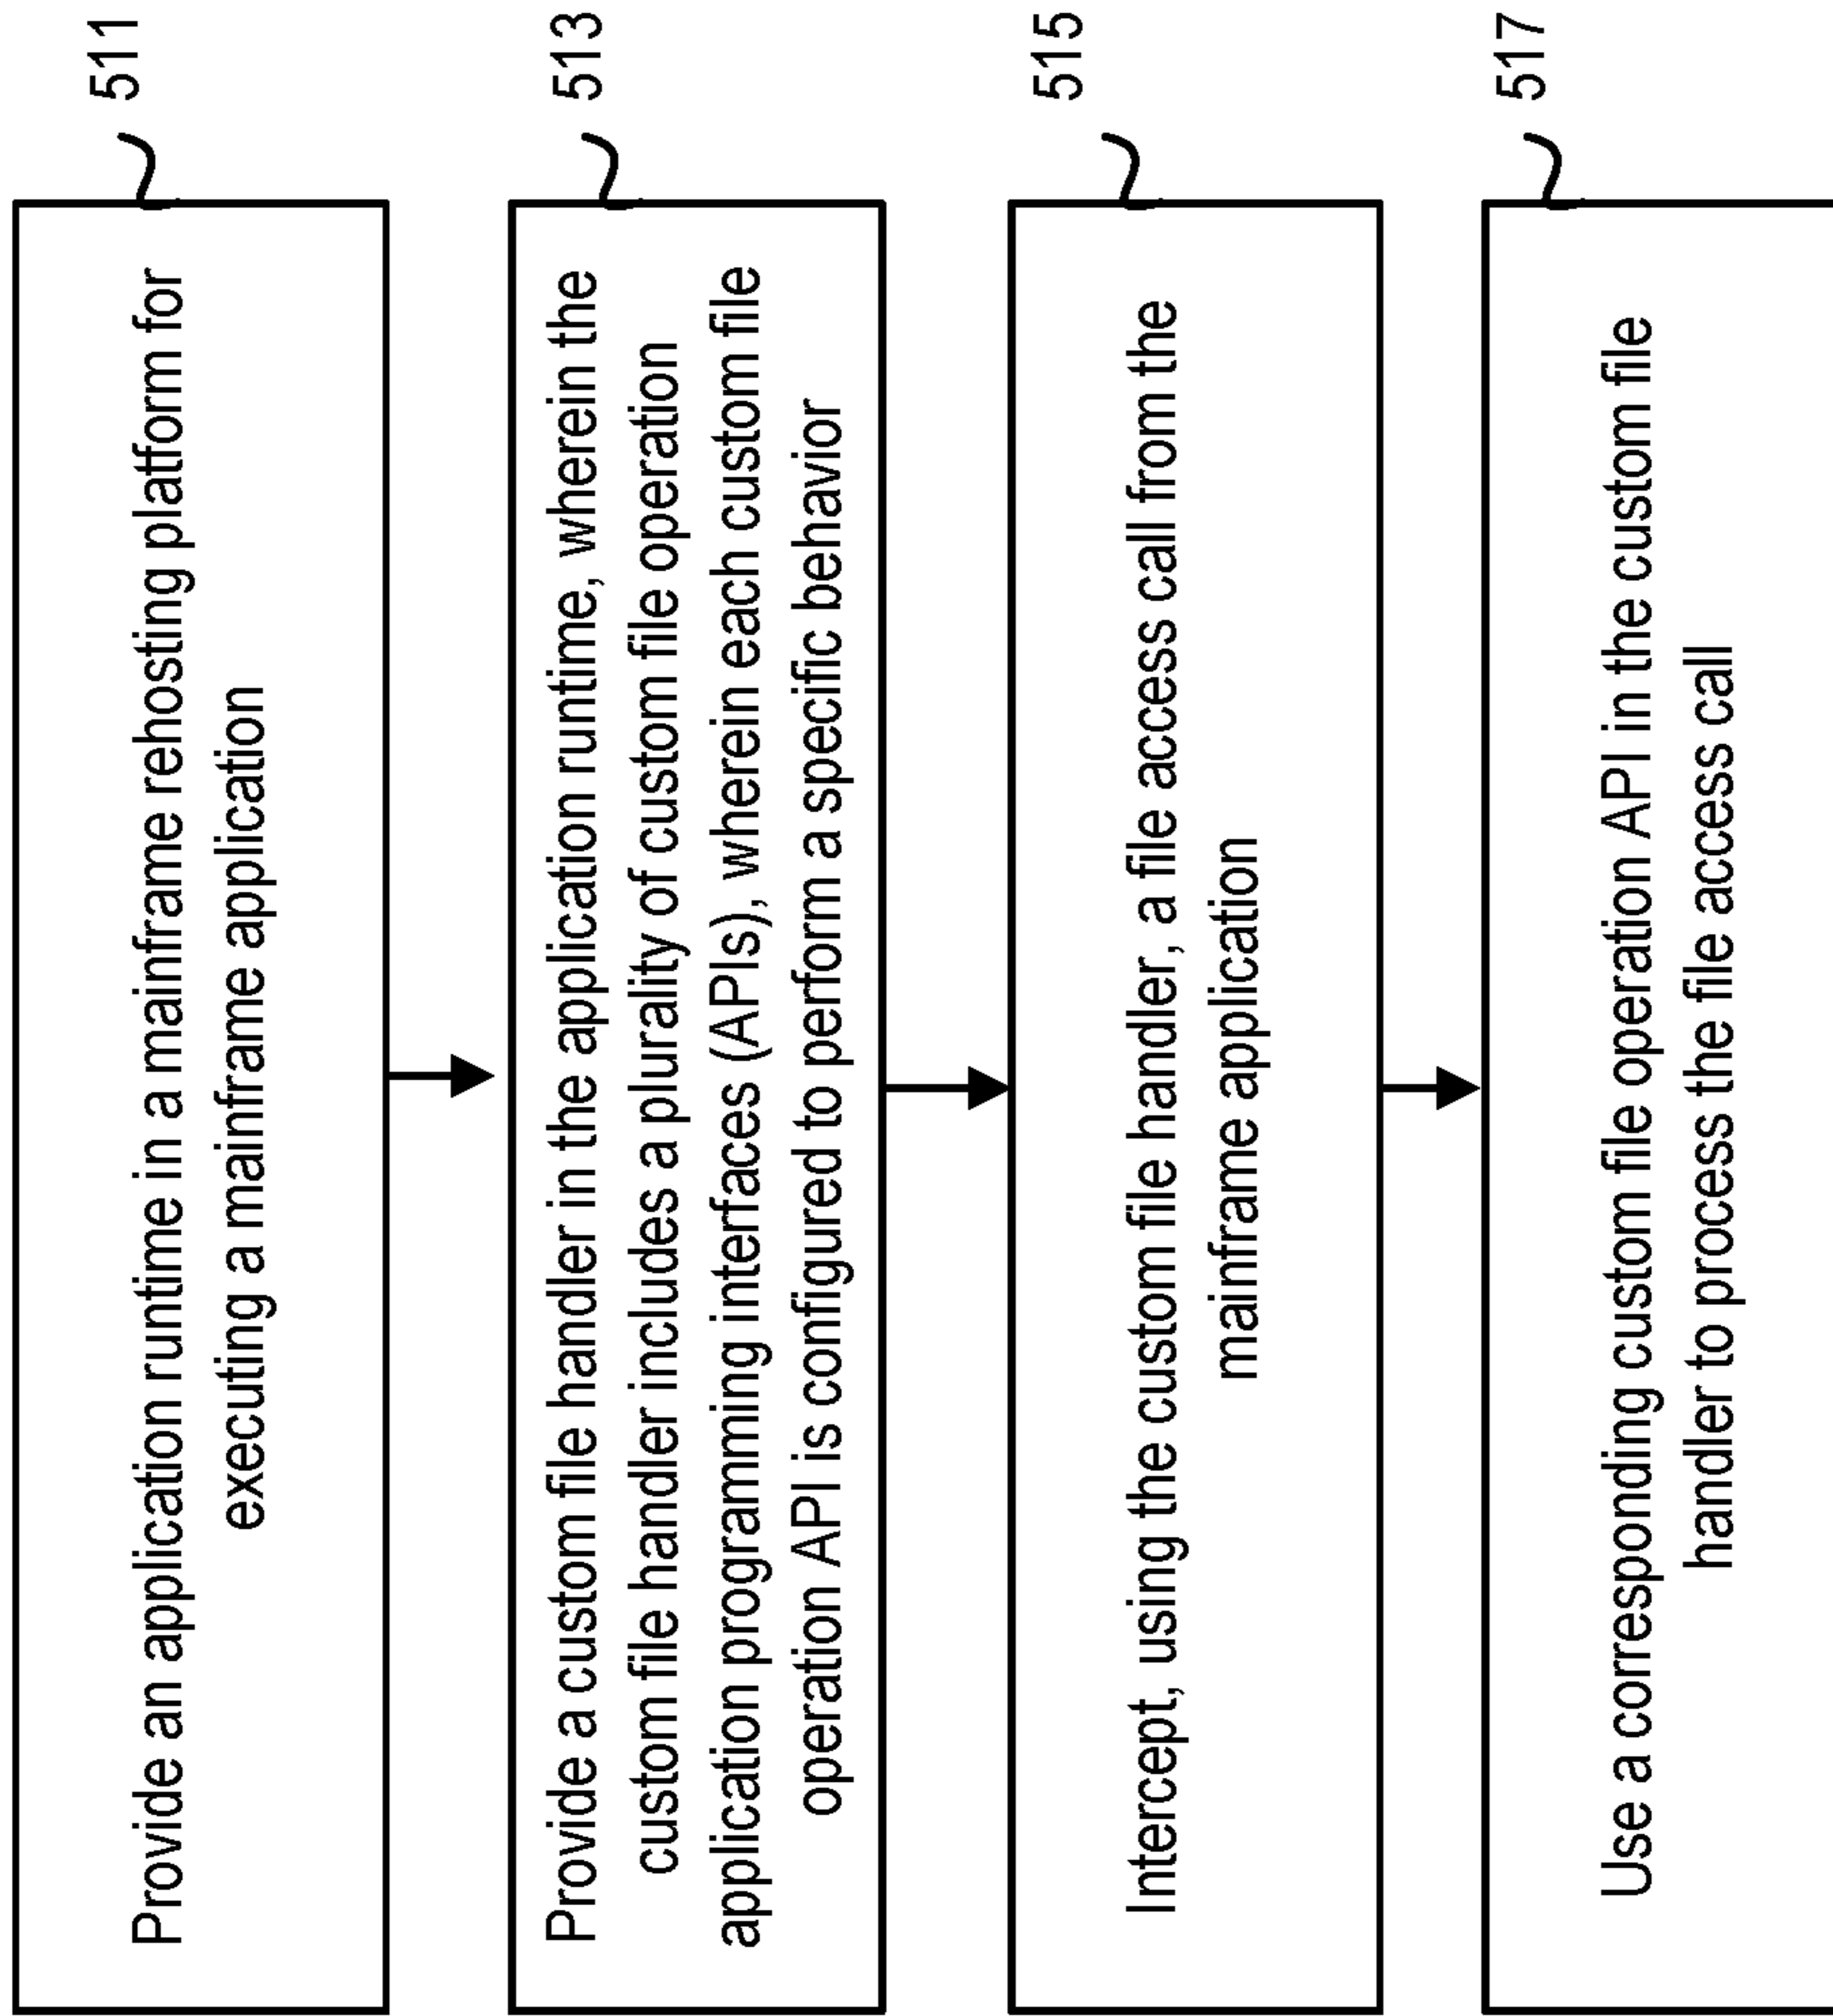 511
Provide an application runtime in a mainframe rehosting platform for
executing a mainframe application
513
Provide a custom file handler in the application runtime, wherein the
custom file handler includes a plurality of custom file operation
application programming interfaces (APIs), wherein each custom file
operation API is configured to perform a specific behavior
515
Intercept, using the custom file handler, a file access call from the
mainframe application
517
Use a corresponding custom file operation API in the custom file
handler to process the file access call